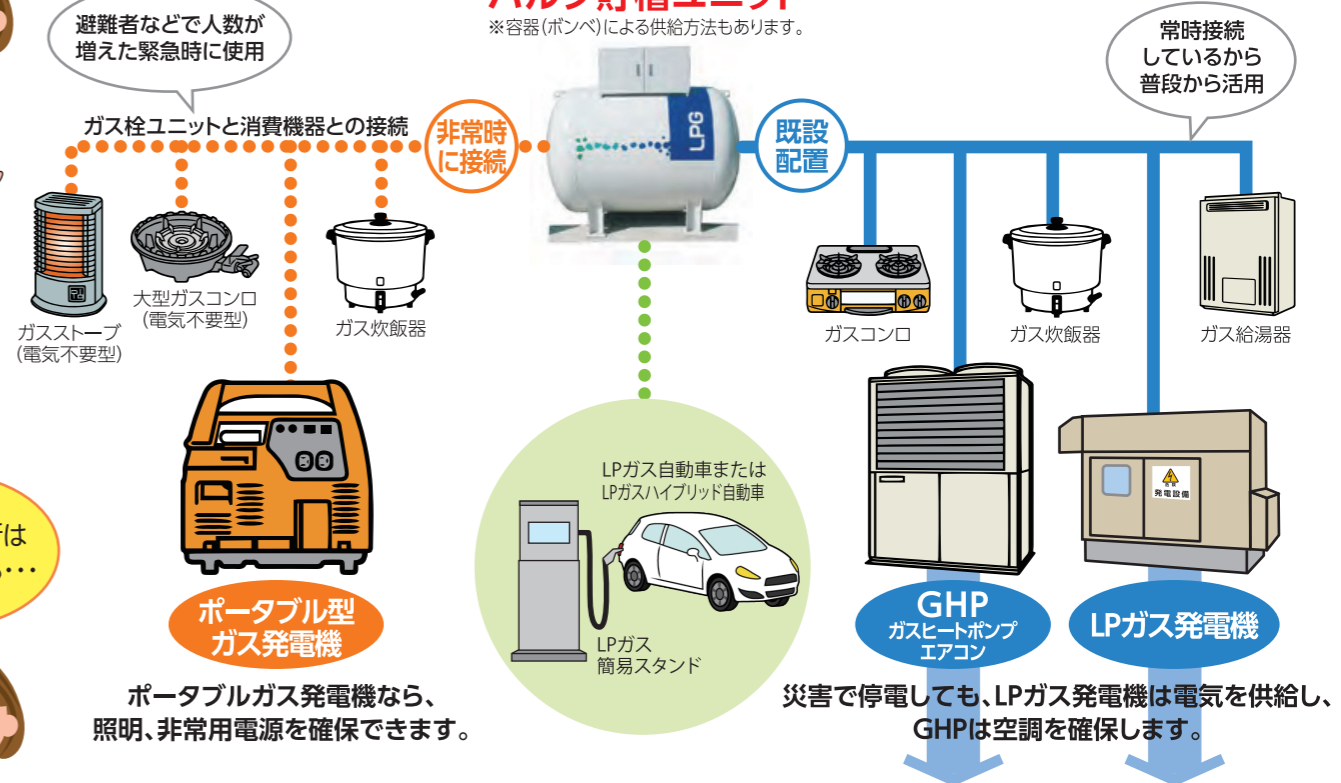 バルク貯槽ユニット
※容器(ボンベ)による供給方法もあります。
避難者などで人数が
増えた緊急時に使用
常時接続
しているから
普段から活用
ガス栓ユニットと消費機器との接続
非常時
に接続
LPG
既設
配置
ガスストーブ
(電気不要型)
大型ガスコンロ
(電気不要型)
ガス炊飯器
ガスコンロ
ガス炊飯器
ガス給湯器
LPガス自動車または
LPガスハイブリッド自動車
LPガス
簡易スタンド
発電設備
は
…
ポータブル型
ガス発電機
GHP
ガスヒートポンプ
エアコン
LPガス発電機
ポータブルガス発電機なら、
照明、非常用電源を確保できます。
災害で停電しても、LPガス発電機は電気を供給し、
GHPは空調を確保します。